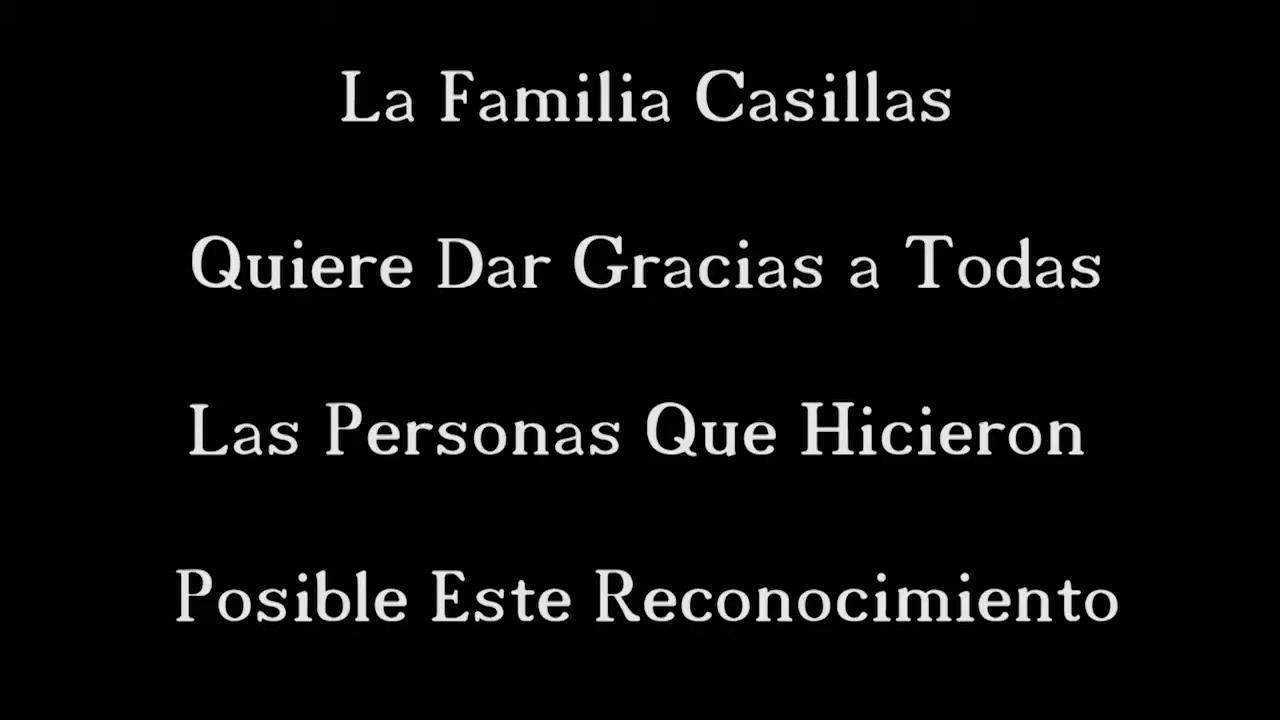 La Familia Casillas
Quiere Dar Gracias a Todas
Las Personas Que Hicieron
Posible Este Reconocimiento